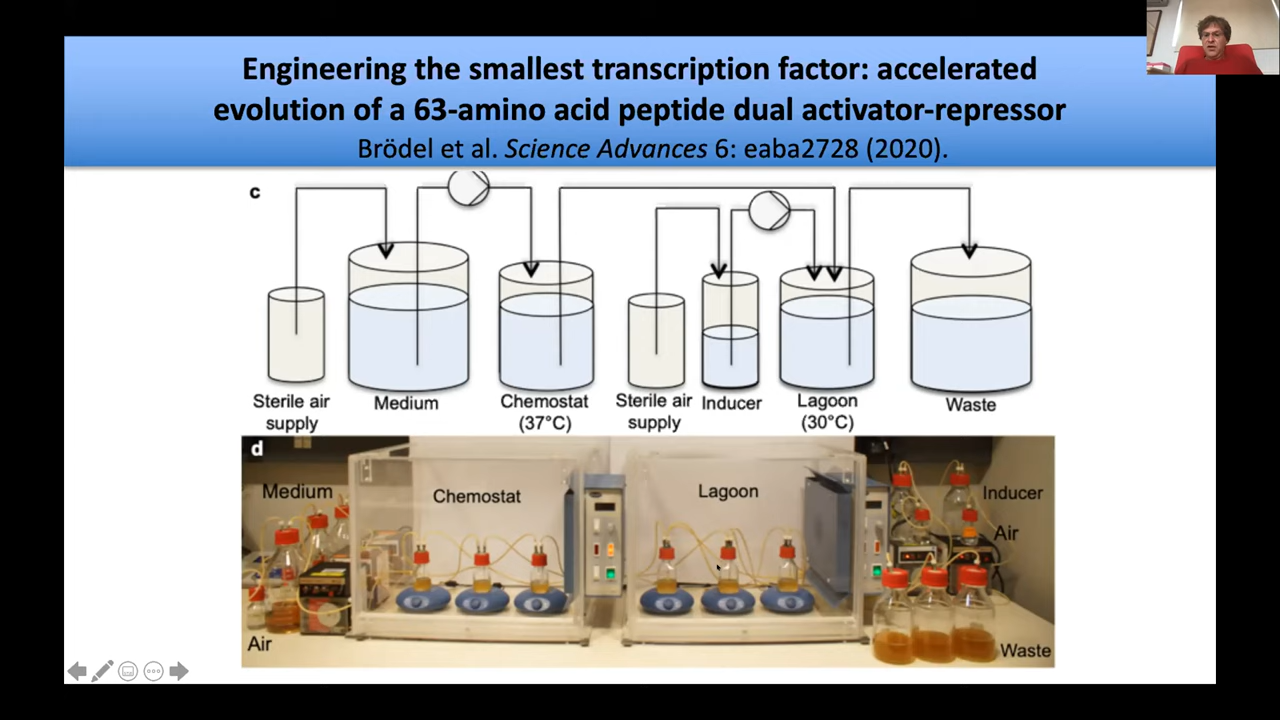 Engineering the smallest transcription factor: accelerated
evolution of a 63-amino acid peptide dual activator-repressor
Brödel et al. Science Advances 6: eaba2728 (2020).
c
Sterile air
supply
Medium
Chemostat
(37°C)
Sterile air
supply
Inducer
Lagoon
(30°C)
Waste
d
Medium
Chemostat
Lagoon
Inducer
Air
Air
Waste